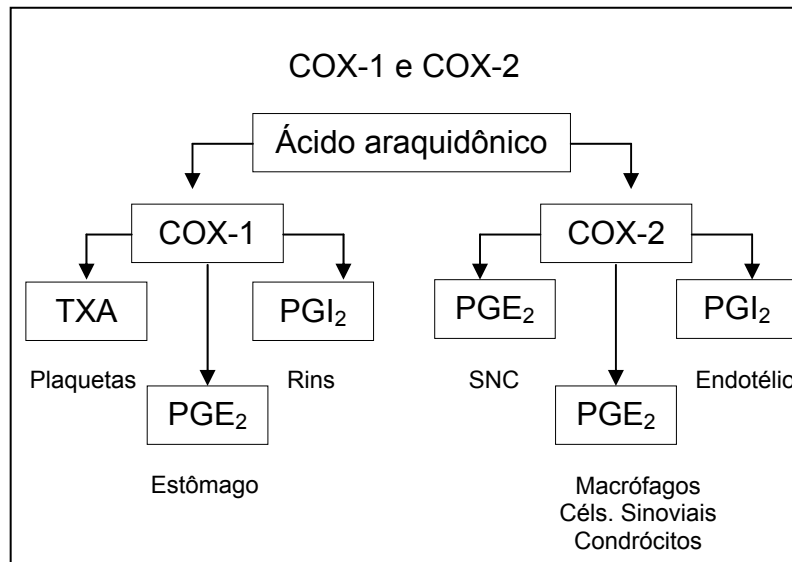 COX-1 e COX-2
Ácido araquidônico
COX-1
COX-2
TXA
PGI₂
PGE₂
PGI₂
Plaquetas
Rins
SNC
Endotélio
PGE₂
PGE₂
Estômago
Macrófagos
Céls. Sinoviais
Condrócitos